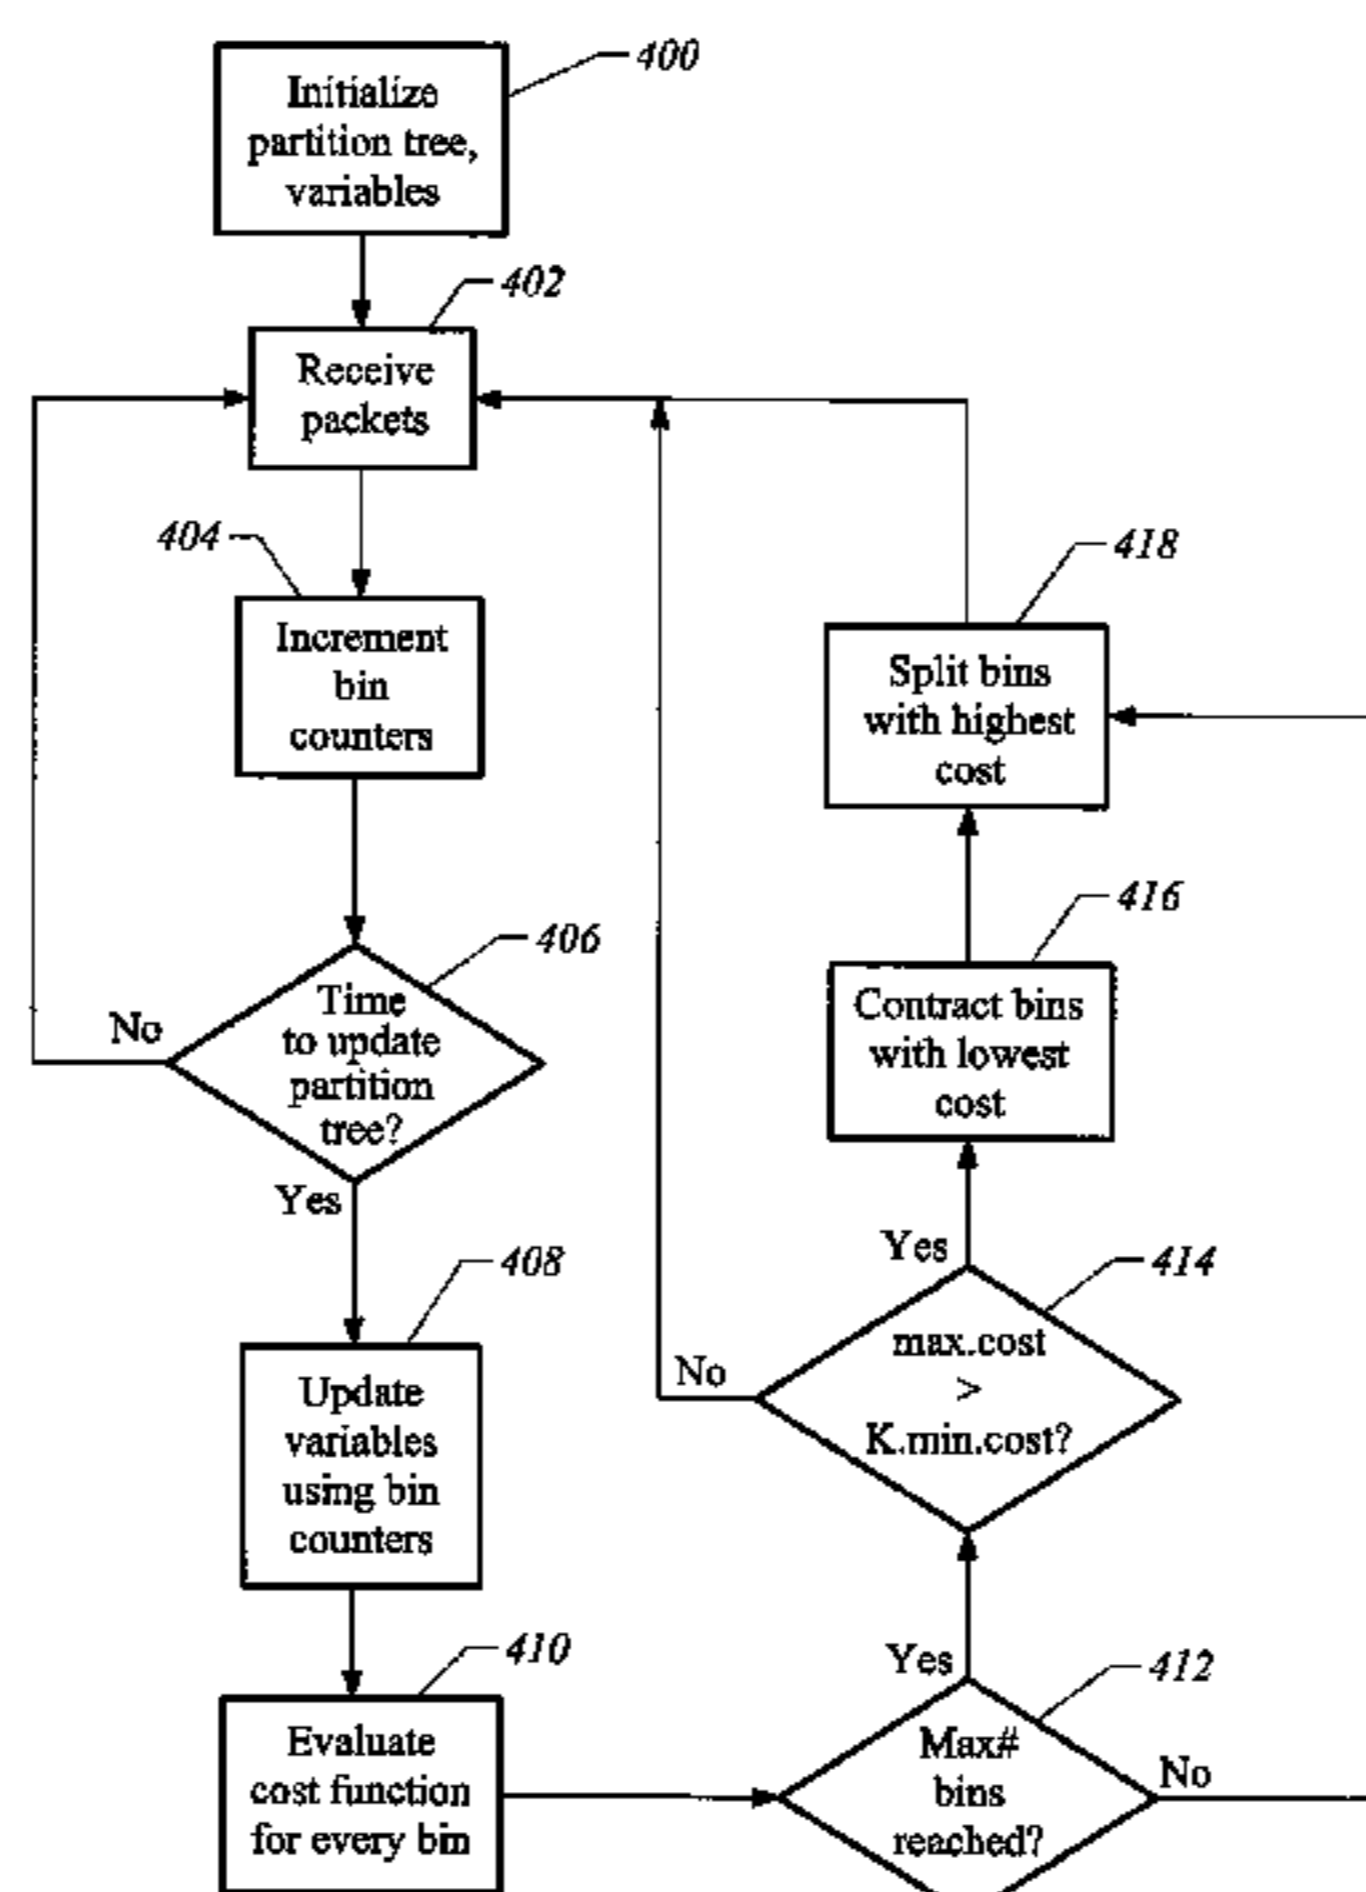 400
Initialize
partition tree,
variables
402
Receive
packets
404
Increment
bin
counters
406
Time
to update
partition
tree?
No
Yes
408
Update
variables
using bin
counters
410
Evaluate
cost function
for every bin
412
Max#
bins
reached?
No
Yes
414
max.cost
>
K.min.cost?
No
Yes
416
Contract bins
with lowest
cost
418
Split bins
with highest
cost